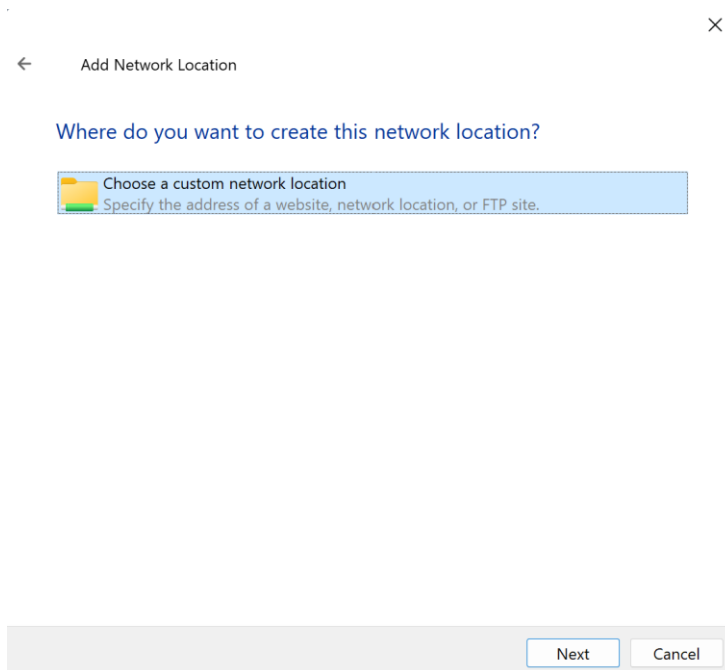 Add Network Location
Where do you want to create this network location?
Choose a custom network location
Specify the address of a website, network location, or FTP site.
Next
Cancel